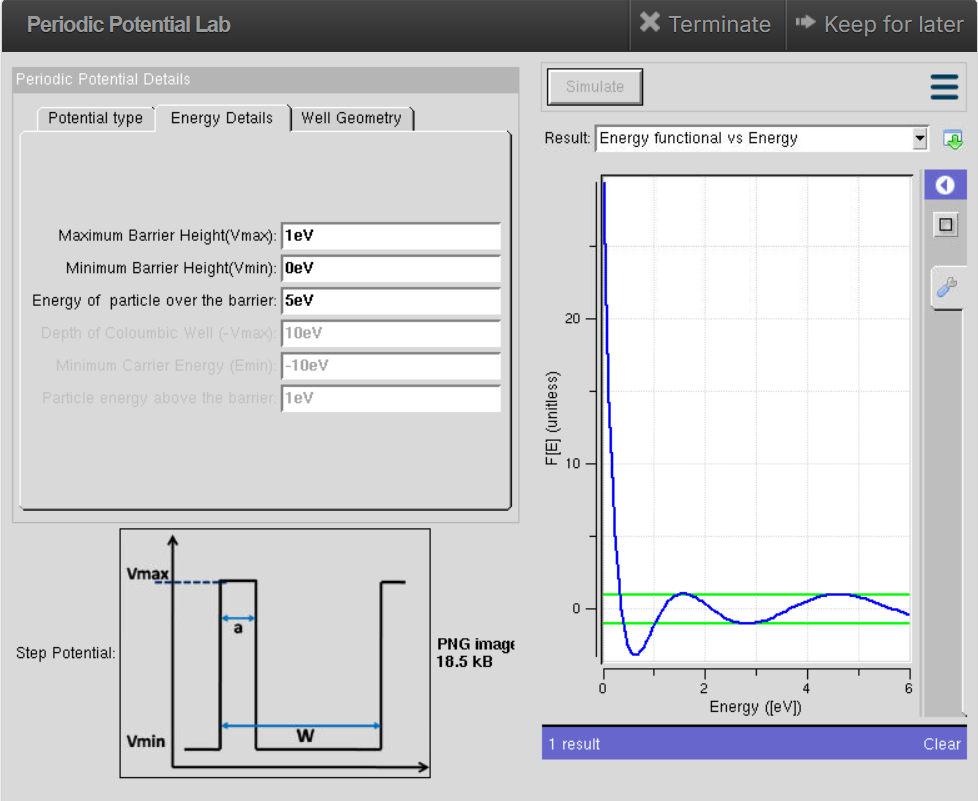 Periodic Potential Lab
Terminate
Keep for later
Periodic Potential Details
Potential type
Energy Details
Well Geometry
Maximum Barrier Height(Vmax): 1eV
Minimum Barrier Height(Vmin): 0eV
Energy of particle over the barrier: 5eV
Depth of Coloumbic Well (-Vmax): 10eV
Minimum Carrier Energy (Emin): -10eV
Particle energy above the barrier: 1eV
Step Potential:
Vmax
a
W
Vmin
PNG image
18.5 kB
Simulate
Result: Energy functional vs Energy
F[E] (unitless)
20
10
0
0 2 4 6
Energy ([eV])
1 result
Clear